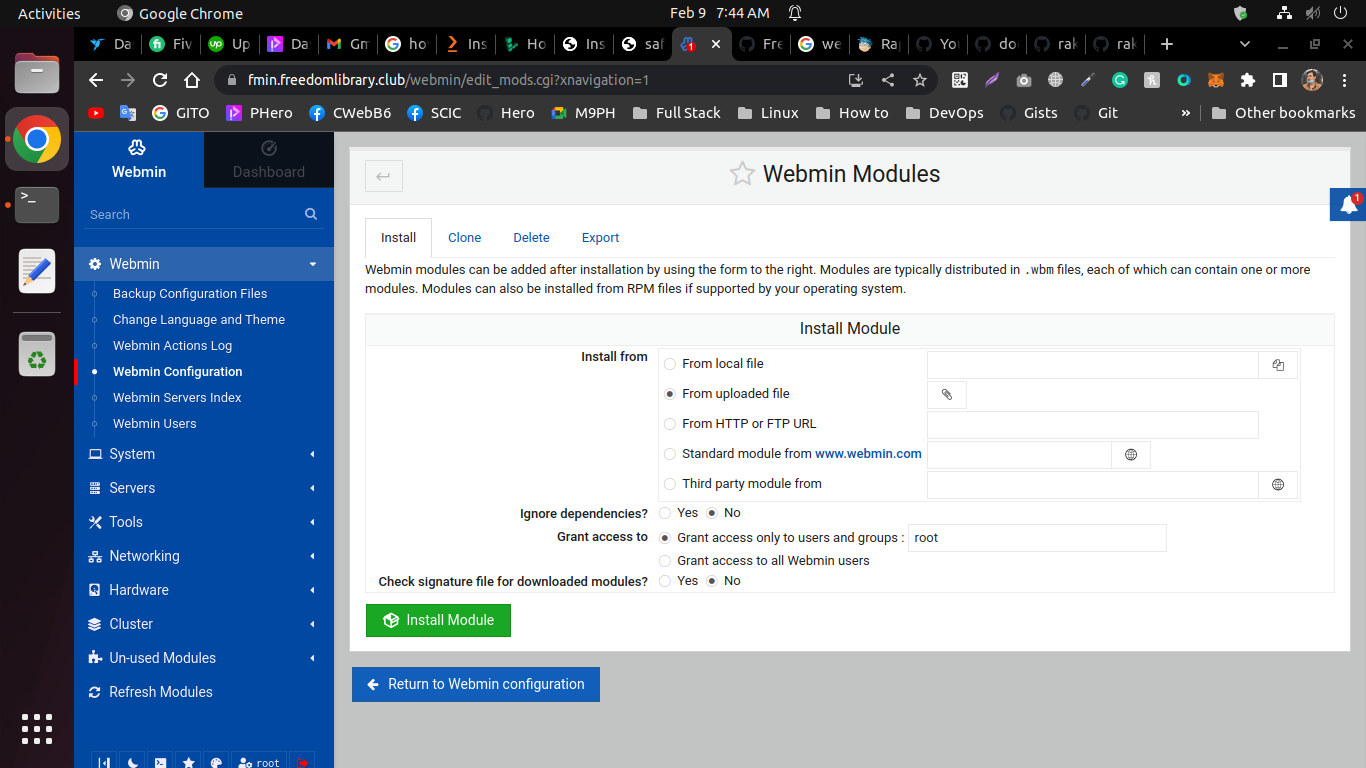 Activities Google Chrome Feb 9 7:44 AM
Da Fiv Up Da Gm ho Ins Ho Ins saf 1 Fre we Ra You do rak rak
fmin.freedomlibrary.club/webmin/edit_mods.cgi?xnavigation=1
GITO PHero CWebB6 SCIC Hero M9PH Full Stack Linux How to DevOps Gists Git » Other bookmarks
Webmin
Dashboard
Search
Webmin
Backup Configuration Files
Change Language and Theme
Webmin Actions Log
Webmin Configuration
Webmin Servers Index
Webmin Users
System
Servers
Tools
Networking
Hardware
Cluster
Un-used Modules
Refresh Modules
root
Webmin Modules
1
Install Clone Delete Export
Webmin modules can be added after installation by using the form to the right. Modules are typically distributed in .wbm files, each of which can contain one or more
modules. Modules can also be installed from RPM files if supported by your operating system.
Install Module
Install from
From local file
From uploaded file
From HTTP or FTP URL
Standard module from www.webmin.com
Third party module from
Ignore dependencies? Yes No
Grant access to Grant access only to users and groups : root
Grant access to all Webmin users
Check signature file for downloaded modules? Yes No
Install Module
Return to Webmin configuration